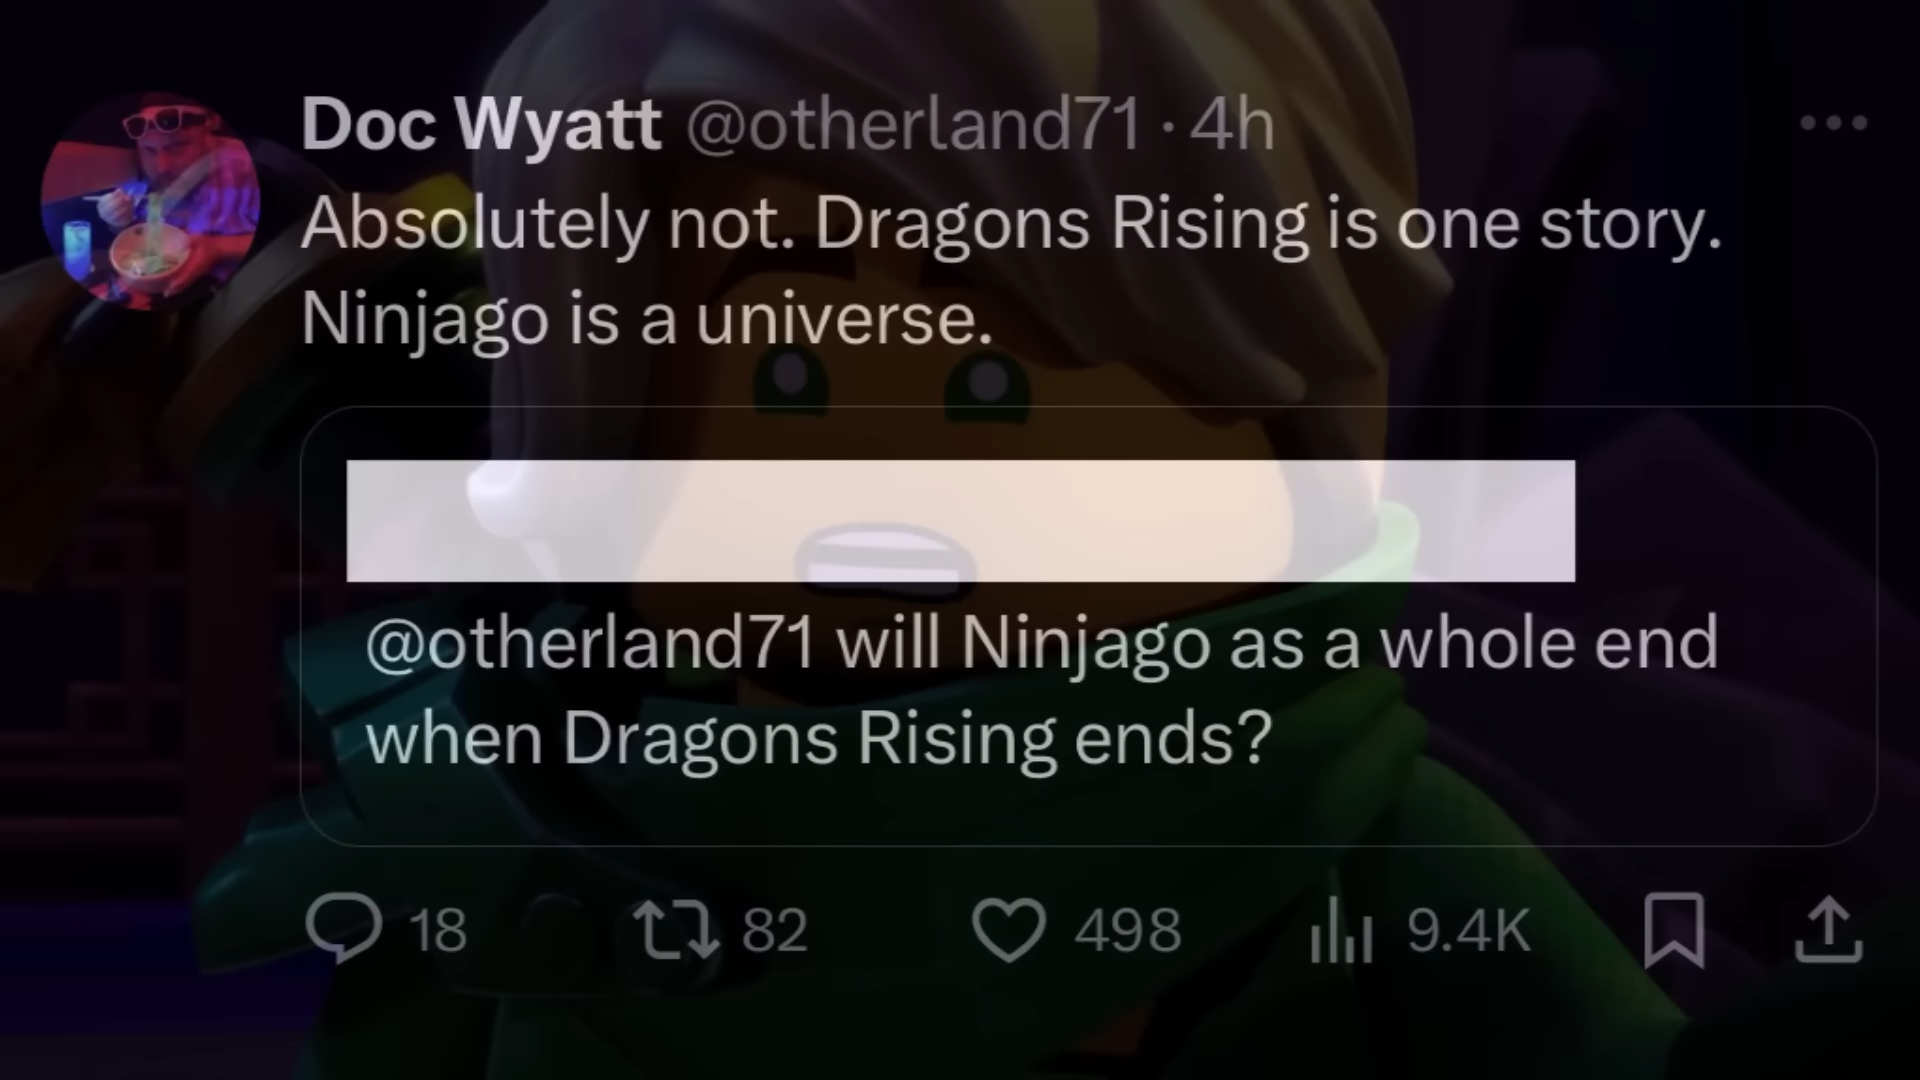 Doc Wyatt @otherland71 · 4h
Absolutely not. Dragons Rising is one story.
Ninjago is a universe.
@otherland71 will Ninjago as a whole end
when Dragons Rising ends?
18 82 498 9.4K